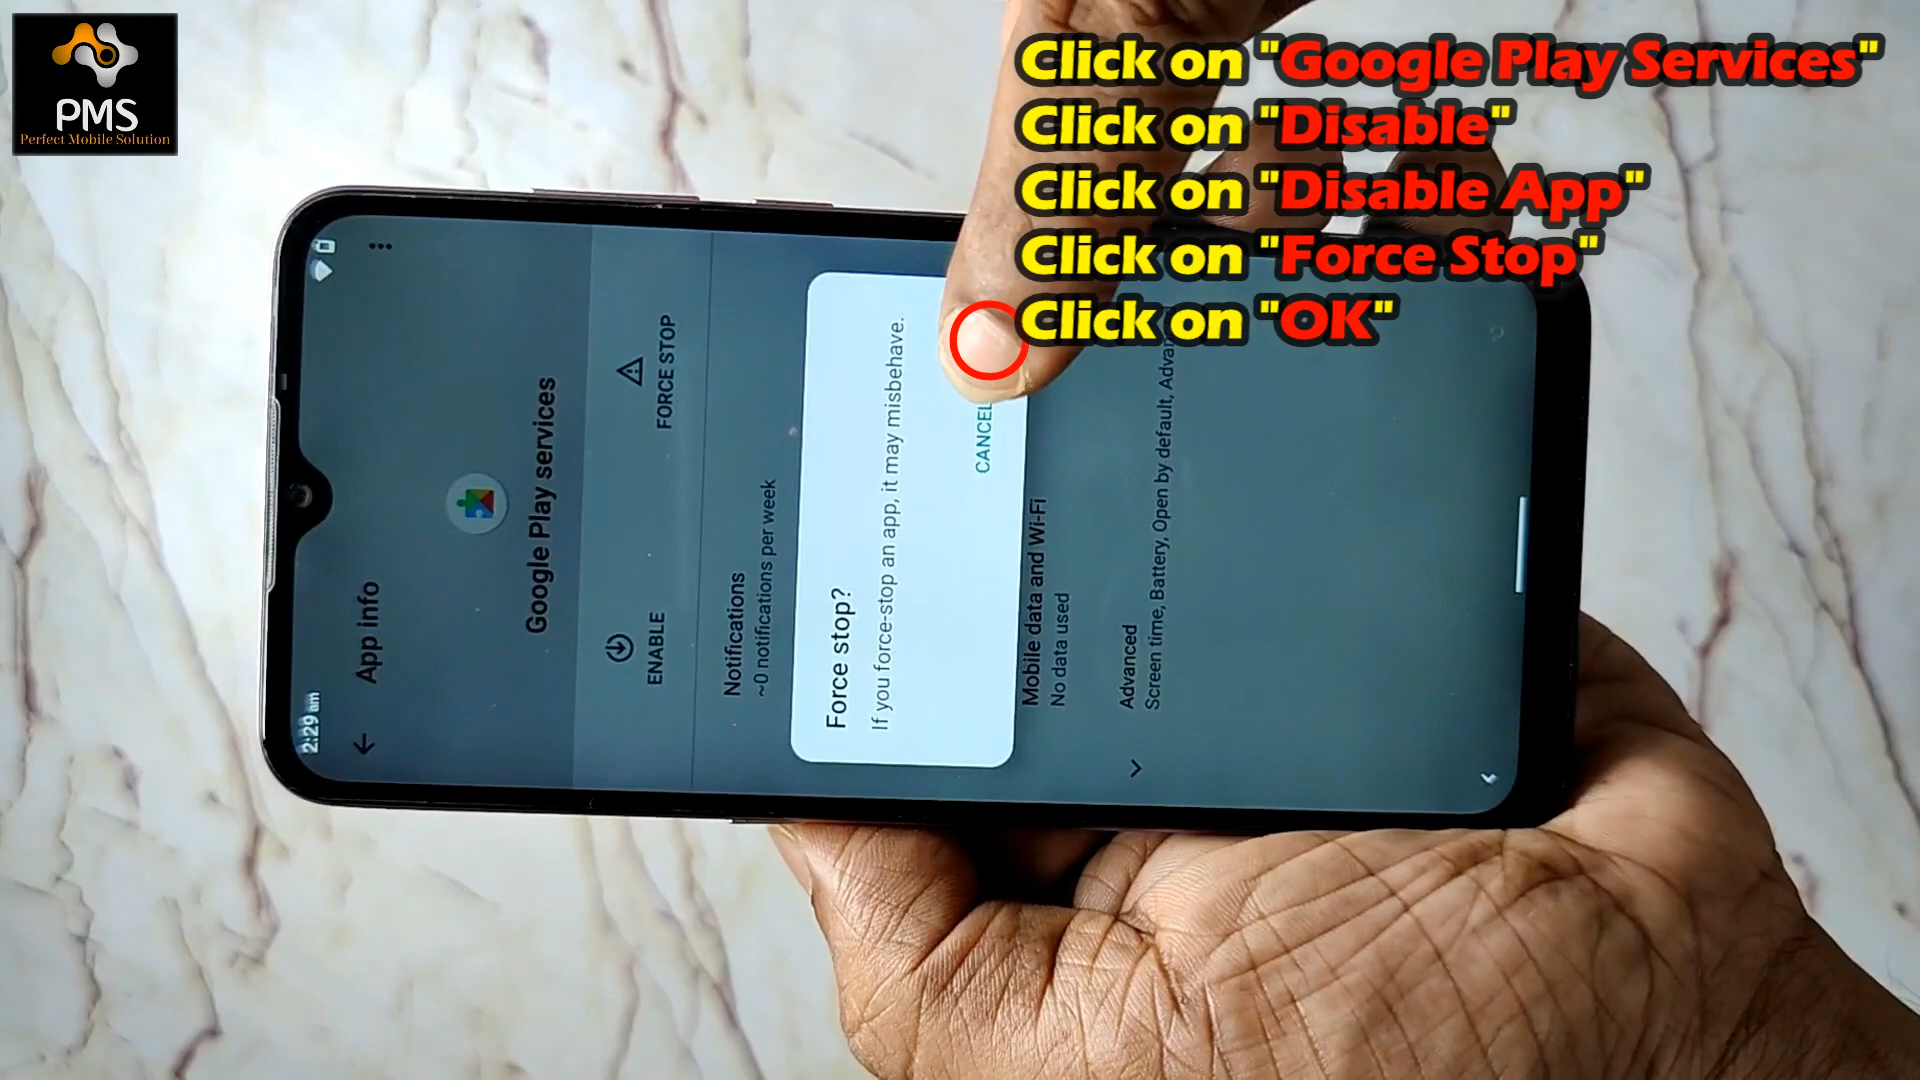 PMS
Perfect Mobile Solution
Click on "Google Play Services"
Click on "Disable"
Click on "Disable App"
Click on "Force Stop"
Click on "OK"
2:29 am
App info
Google Play services
ENABLE
FORCE STOP
Notifications
~0 notifications per week
Force stop?
If you force-stop an app, it may misbehave.
CANCEL
Mobile data and Wi-Fi
No data used
Advanced
Screen time, Battery, Open by default,